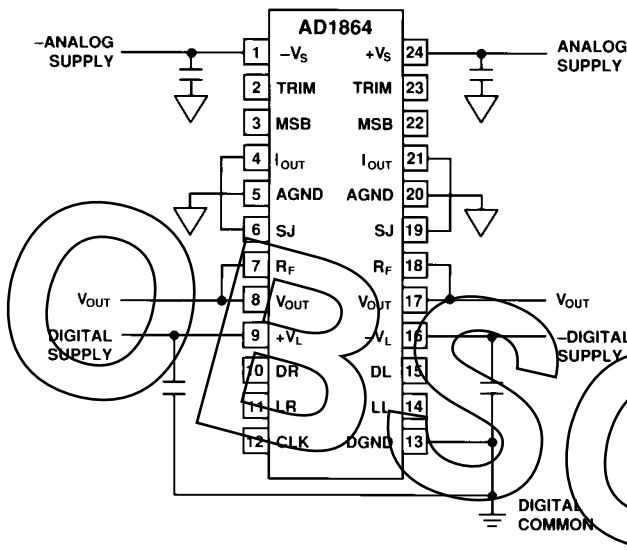 AD1864
–ANALOG
SUPPLY
1 –VS +VS 24
ANALOG
SUPPLY
2 TRIM TRIM 23
3 MSB MSB 22
4 IOUT IOUT 21
5 AGND AGND 20
6 SJ SJ 19
7 RF RF 18
VOUT 8 VOUT VOUT 17 VOUT
DIGITAL
SUPPLY
9 +VL –VL 16
–DIGITAL
SUPPLY
10 DR DL 15
11 LR LL 14
12 CLK DGND 13
DIGITAL
COMMON
OBSO